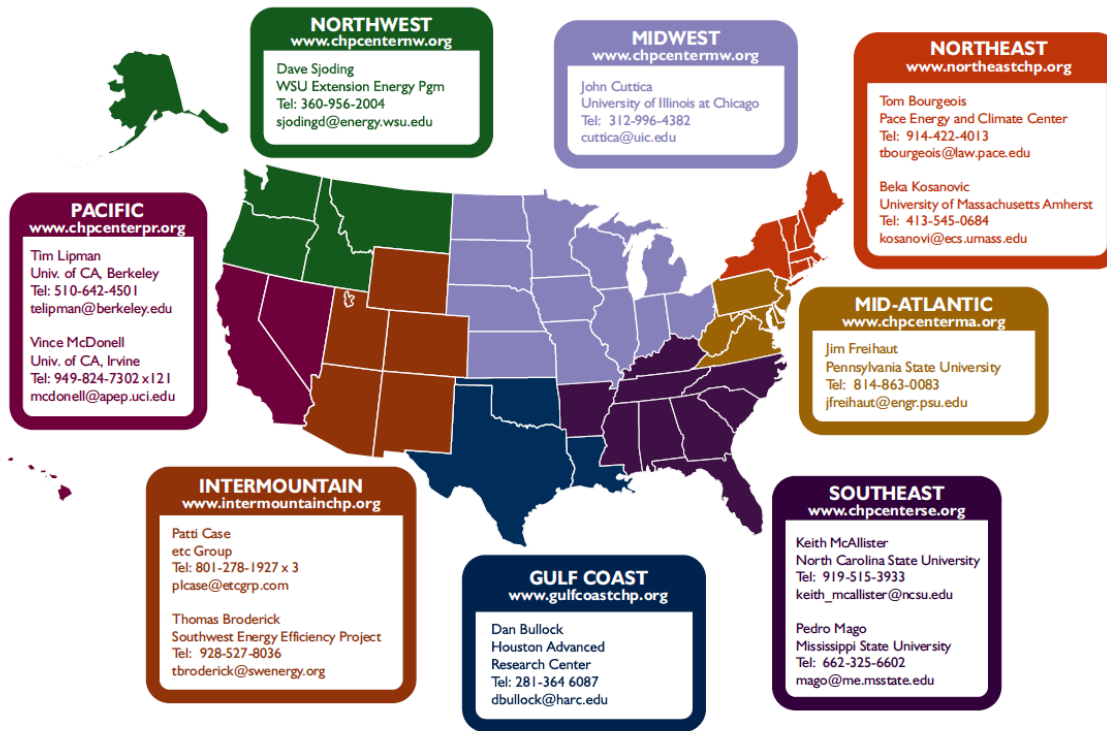 NORTHWEST
www.chpcenternw.org
Dave Sjoding
WSU Extension Energy Pgm
Tel: 360-956-2004
sjodingd@energy.wsu.edu
MIDWEST
www.chpcentermw.org
John Cuttica
University of Illinois at Chicago
Tel: 312-996-4382
cuttica@uic.edu
NORTHEAST
www.northeastchp.org
Tom Bourgeois
Pace Energy and Climate Center
Tel: 914-422-4013
tbourgeois@law.pace.edu
Beka Kosanovic
University of Massachusetts Amherst
Tel: 413-545-0684
kosanovi@ecs.umass.edu
PACIFIC
www.chpcenterpr.org
Tim Lipman
Univ. of CA, Berkeley
Tel: 510-642-4501
telipman@berkeley.edu
Vince McDonell
Univ. of CA, Irvine
Tel: 949-824-7302 x121
mcdonell@apep.uci.edu
MID-ATLANTIC
www.chpcenterma.org
Jim Freihaut
Pennsylvania State University
Tel: 814-863-0083
jfreihaut@engr.psu.edu
INTERMOUNTAIN
www.intermountainchp.org
Patti Case
etc Group
Tel: 801-278-1927 x 3
plcase@etcgrp.com
Thomas Broderick
Southwest Energy Efficiency Project
Tel: 928-527-8036
tbroderick@swenergy.org
GULF COAST
www.gulfcoastchp.org
Dan Bullock
Houston Advanced
Research Center
Tel: 281-364 6087
dbullock@harc.edu
SOUTHEAST
www.chpcenterse.org
Keith McAllister
North Carolina State University
Tel: 919-515-3933
keith_mcallister@ncsu.edu
Pedro Mago
Mississippi State University
Tel: 662-325-6602
mago@me.msstate.edu